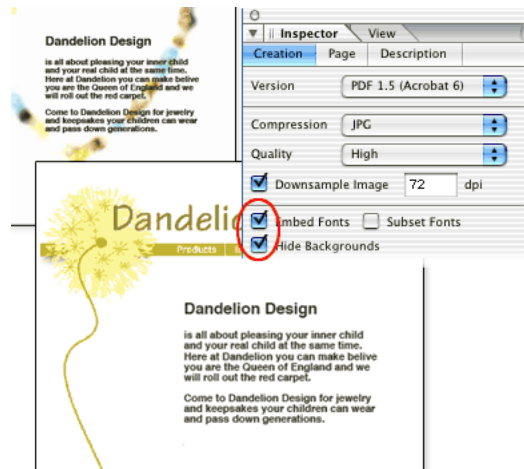 Dandelion Design
is all about pleasing your inner child
and your real child at the same time.
Here at Dandelion you can make belive
you are the Queen of England and we
will roll out the red carpet.
Come to Dandelion Design for jewelry
and keepsakes your children can wear
and pass down generations.
Inspector View
Creation Page Description
Version PDF 1.5 (Acrobat 6)
Compression JPG
Quality High
Downsample Image 72 dpi
Embed Fonts Subset Fonts
Hide Backgrounds
Dandelic
Products
Dandelion Design
is all about pleasing your inner child
and your real child at the same time.
Here at Dandelion you can make belive
you are the Queen of England and we
will roll out the red carpet.
Come to Dandelion Design for jewelry
and keepsakes your children can wear
and pass down generations.